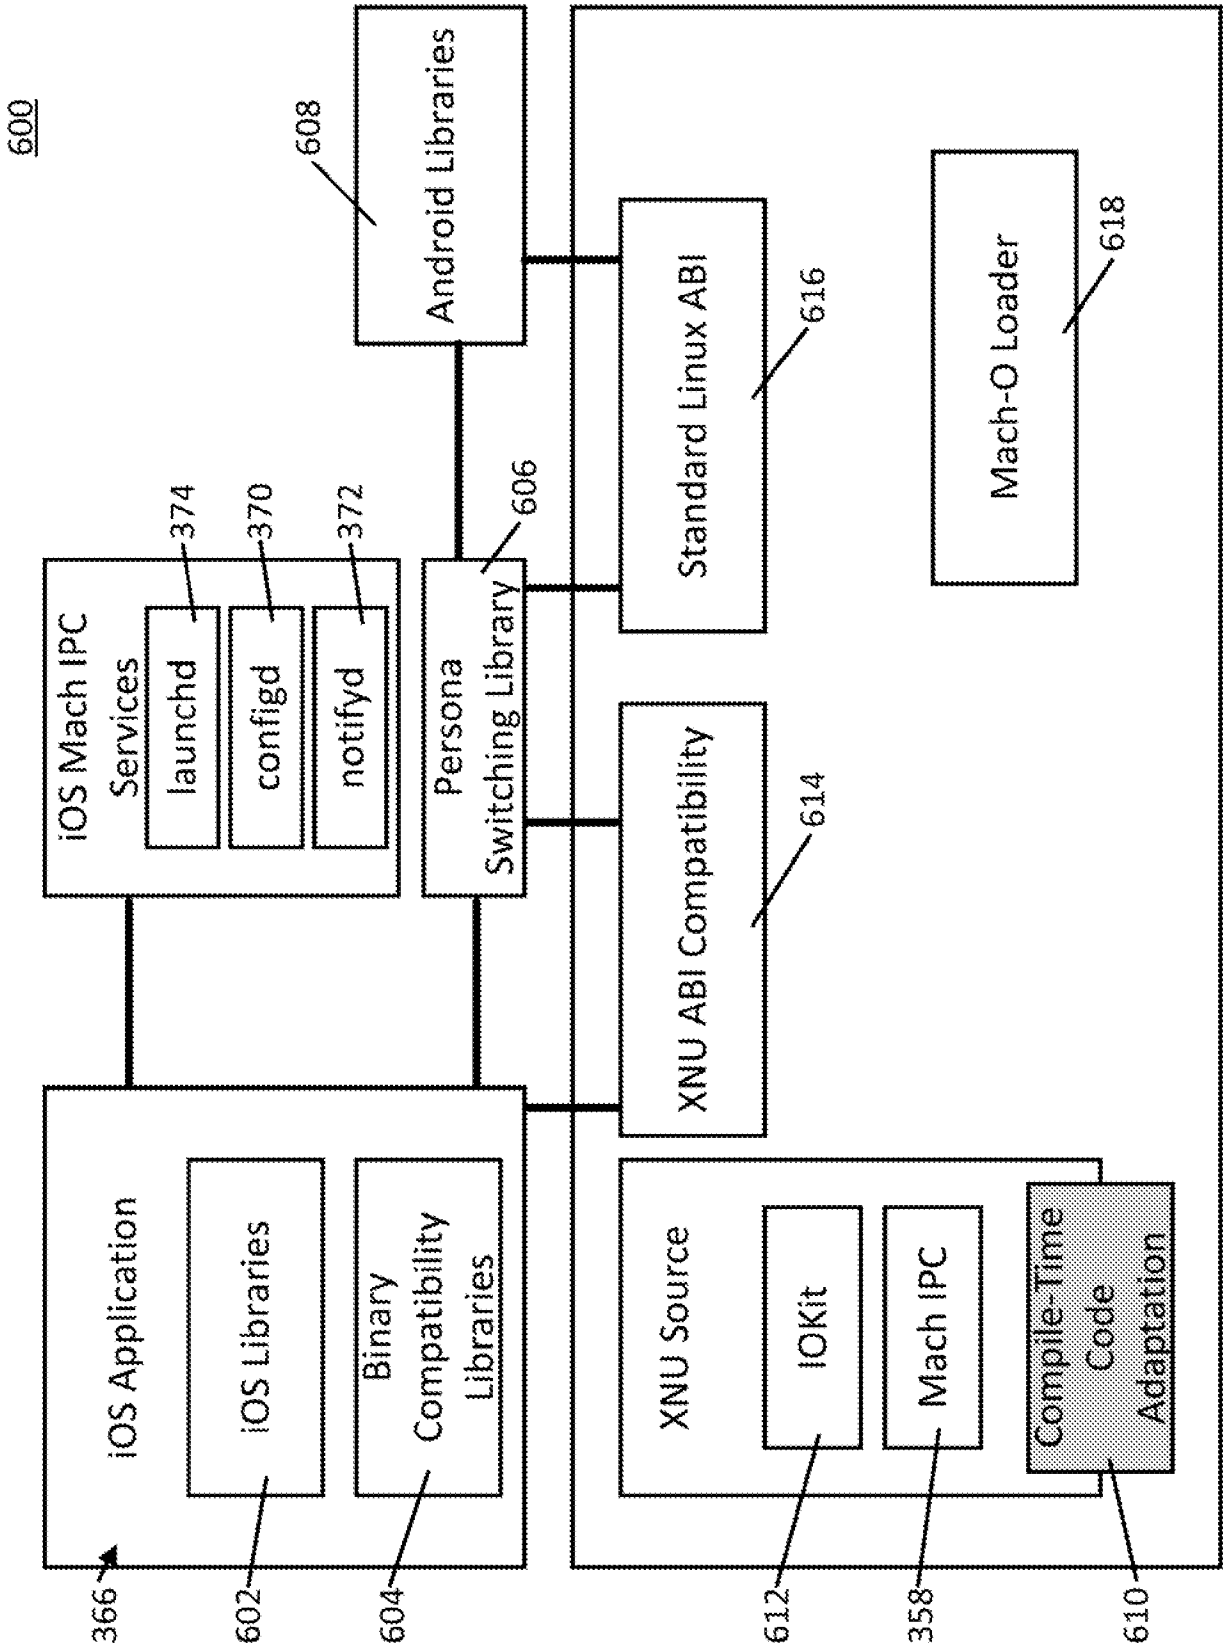 600
366
iOS Application
602
iOS Libraries
604
Binary
Compatibility
Libraries
iOS Mach IPC
Services
launchd
374
configd
370
notifyd
372
Persona
Switching Library
606
608
Android Libraries
XNU Source
612
IOKit
358
Mach IPC
610
Compile-Time
Code
Adaptation
XNU ABI Compatibility
614
Standard Linux ABI
616
Mach-O Loader
618